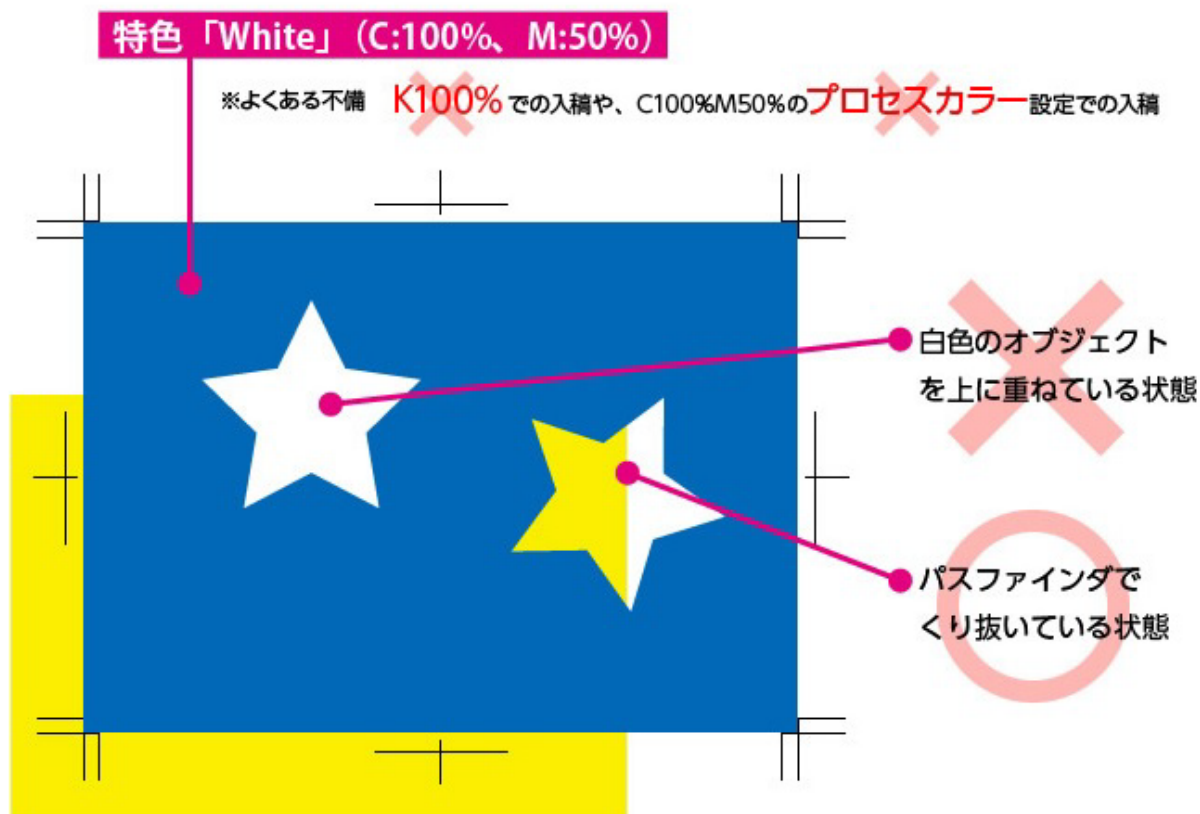 特色「White」（C:100%、M:50%）
※よくある不備 K100%での入稿や、C100%M50%のプロセスカラー設定での入稿
白色のオブジェクト
を上に重ねている状態
パスファインダで
くり抜いている状態